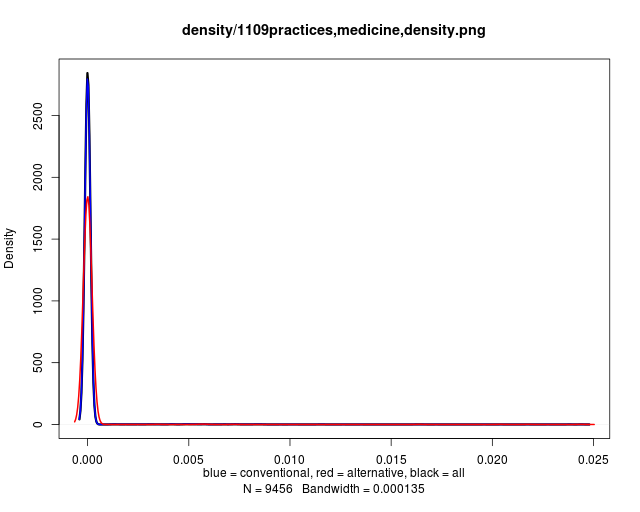 density/1109practices,medicine,density.png
Density
2500
2000
1500
1000
500
0
0.000 0.005 0.010 0.015 0.020 0.025
blue = conventional, red = alternative, black = all
N = 9456 Bandwidth = 0.000135